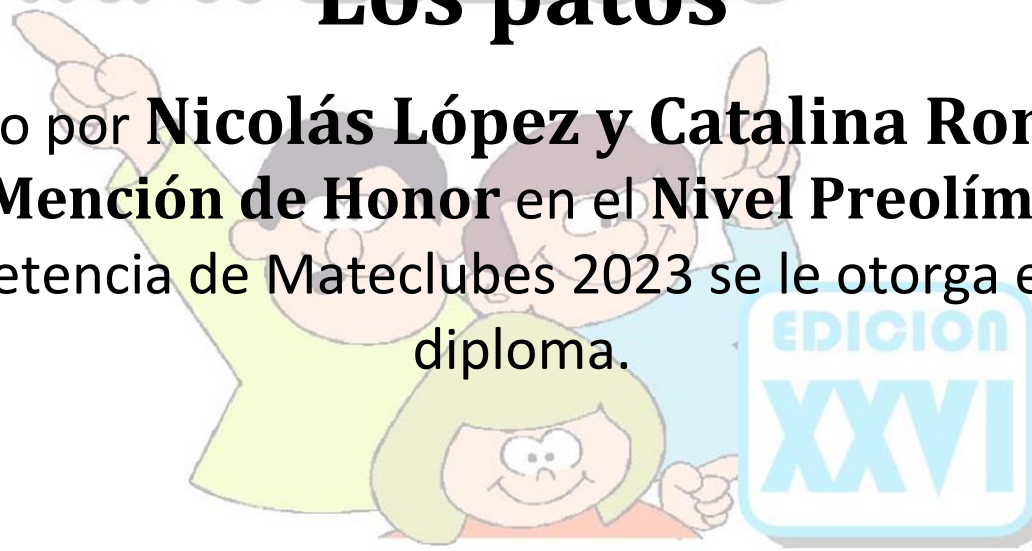 Los patos
o por Nicolás López y Catalina Ror
Mención de Honor en el Nivel Preolím
etencia de Mateclubes 2023 se le otorga e
diploma.
EDICION
XXVI